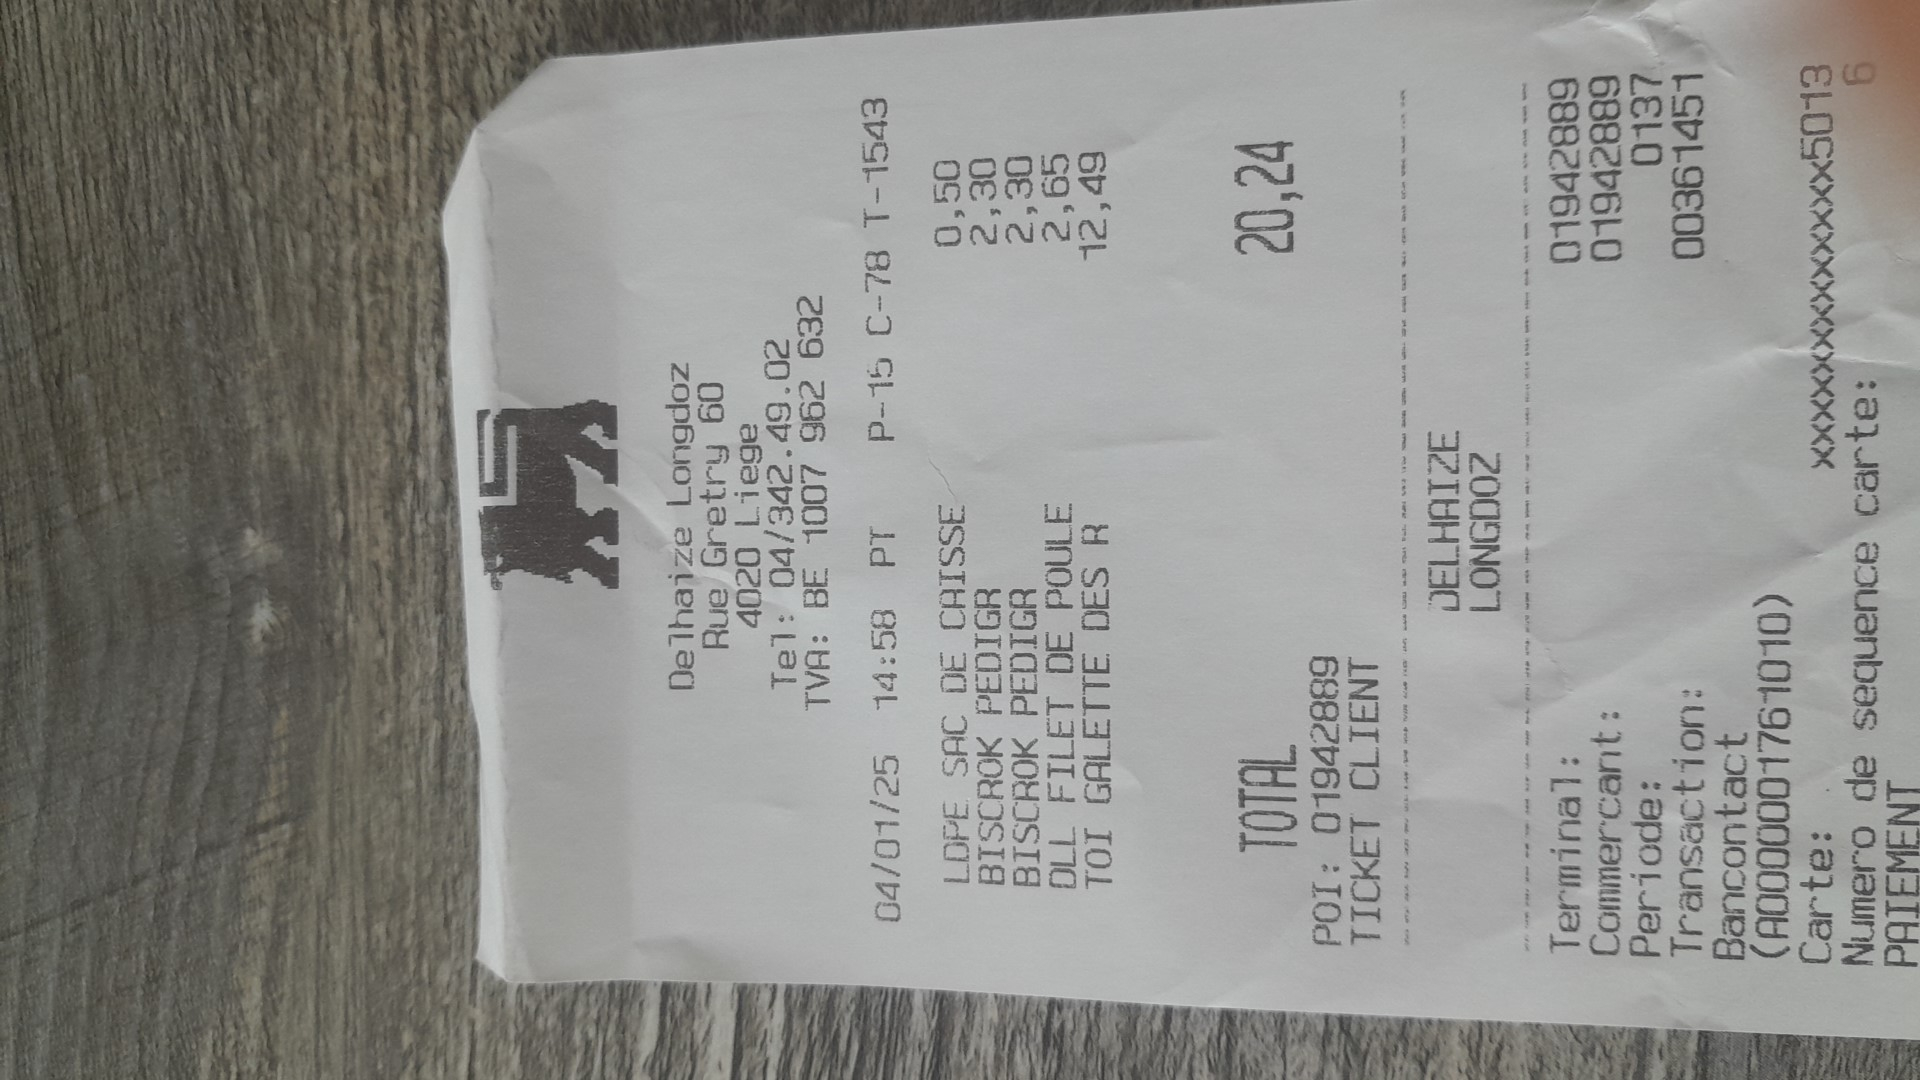 Delhaize Longdoz
Rue Gretry 60
4020 Liege
Tel: 04/342.49.02
TVA: BE 1007 962 632
04/01/25 14:58 PT P-15 C-78 T-1543
LDPE SAC DE CAISSE 0,50
BISCROK PEDIGR 2,30
BISCROK PEDIGR 2,30
DLL FILET DE POULE 2,65
TOI GALETTE DES R 12,49
TOTAL 20,24
POI: 01942889
TICKET CLIENT
DELHAIZE
LONGDOZ
Terminal: 01942889
Commercant: 01942889
Periode: 0137
Transaction: 00361451
Bancontact
(A0000001761010)
Carte: xxxxxxxxxxxxx5013
Numero de sequence carte: 6
PAIEMENT